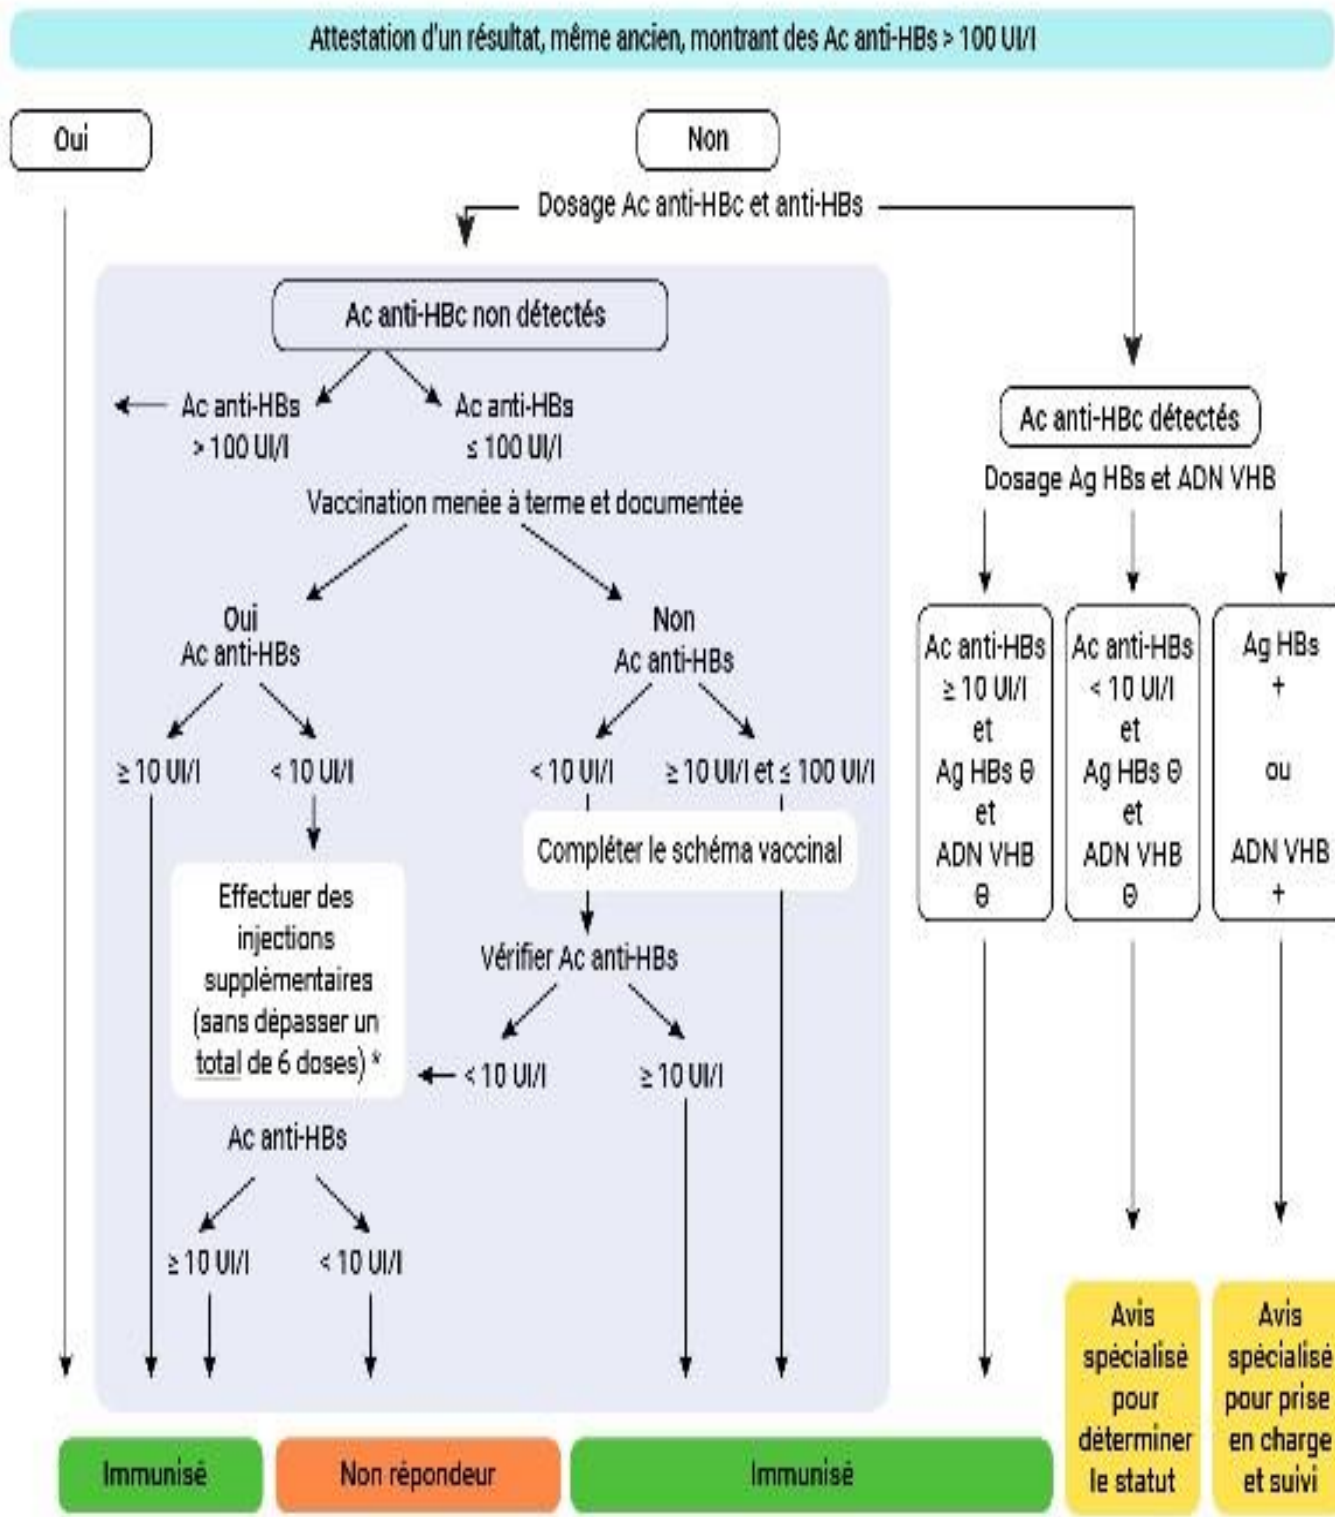 Attestation d'un résultat, même ancien, montrant des Ac anti-HBs > 100 UI/l
Oui
Non
Dosage Ac anti-HBc et anti-HBs
Ac anti-HBc non détectés
Ac anti-HBs
> 100 UI/l
Ac anti-HBs
≤ 100 UI/l
Vaccination menée à terme et documentée
Oui
Ac anti-HBs
Non
Ac anti-HBs
≥ 10 UI/l
< 10 UI/l
< 10 UI/l
≥ 10 UI/l et ≤ 100 UI/l
Compléter le schéma vaccinal
Effectuer des
injections
supplémentaires
(sans dépasser un
total de 6 doses) *
Vérifier Ac anti-HBs
< 10 UI/l
≥ 10 UI/l
Ac anti-HBs
≥ 10 UI/l
< 10 UI/l
Ac anti-HBc détectés
Dosage Ag HBs et ADN VHB
Ac anti-HBs
≥ 10 UI/l
et
Ag HBs Θ
et
ADN VHB
Θ
Ac anti-HBs
< 10 UI/l
et
Ag HBs Θ
et
ADN VHB
Θ
Ag HBs
+
ou
ADN VHB
+
Immunisé
Non répondeur
Immunisé
Avis
spécialisé
pour
déterminer
le statut
Avis
spécialisé
pour prise
en charge
et suivi